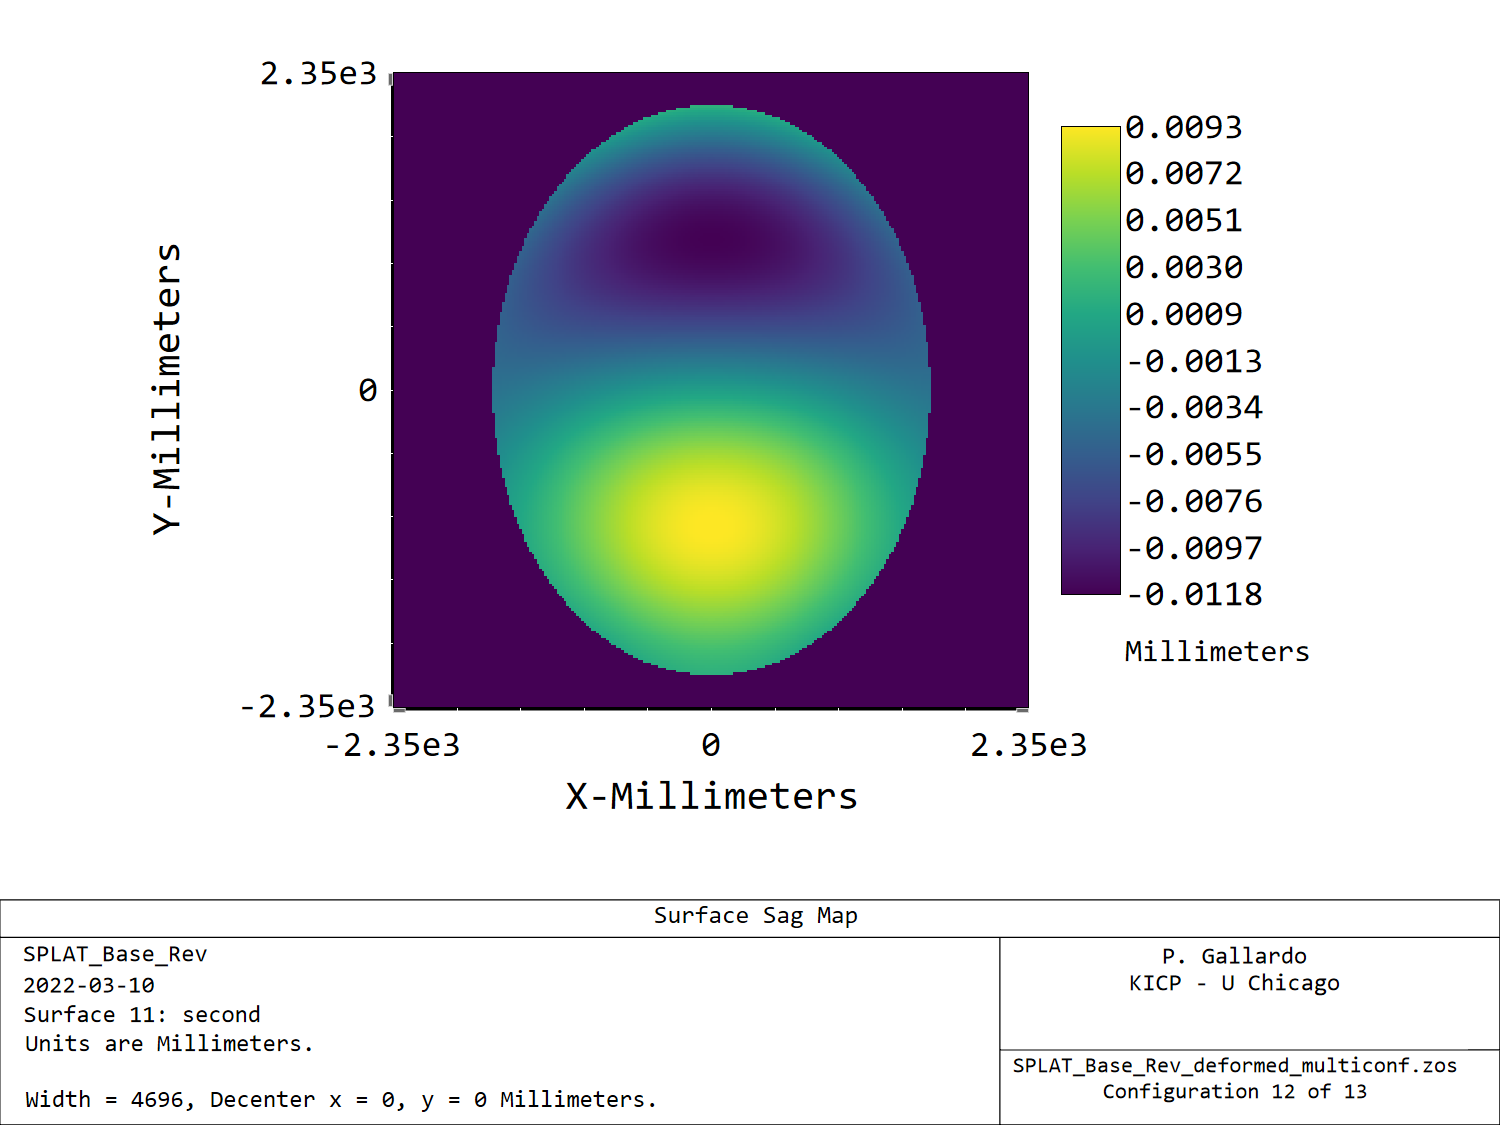 2.35e3
0
-2.35e3
Y-Millimeters
-2.35e3
0
2.35e3
X-Millimeters
0.0093
0.0072
0.0051
0.0030
0.0009
-0.0013
-0.0034
-0.0055
-0.0076
-0.0097
-0.0118
Millimeters
Surface Sag Map
SPLAT_Base_Rev
2022-03-10
Surface 11: second
Units are Millimeters.
Width = 4696, Decenter x = 0, y = 0 Millimeters.
P. Gallardo
KICP - U Chicago
SPLAT_Base_Rev_deformed_multiconf.zos
Configuration 12 of 13